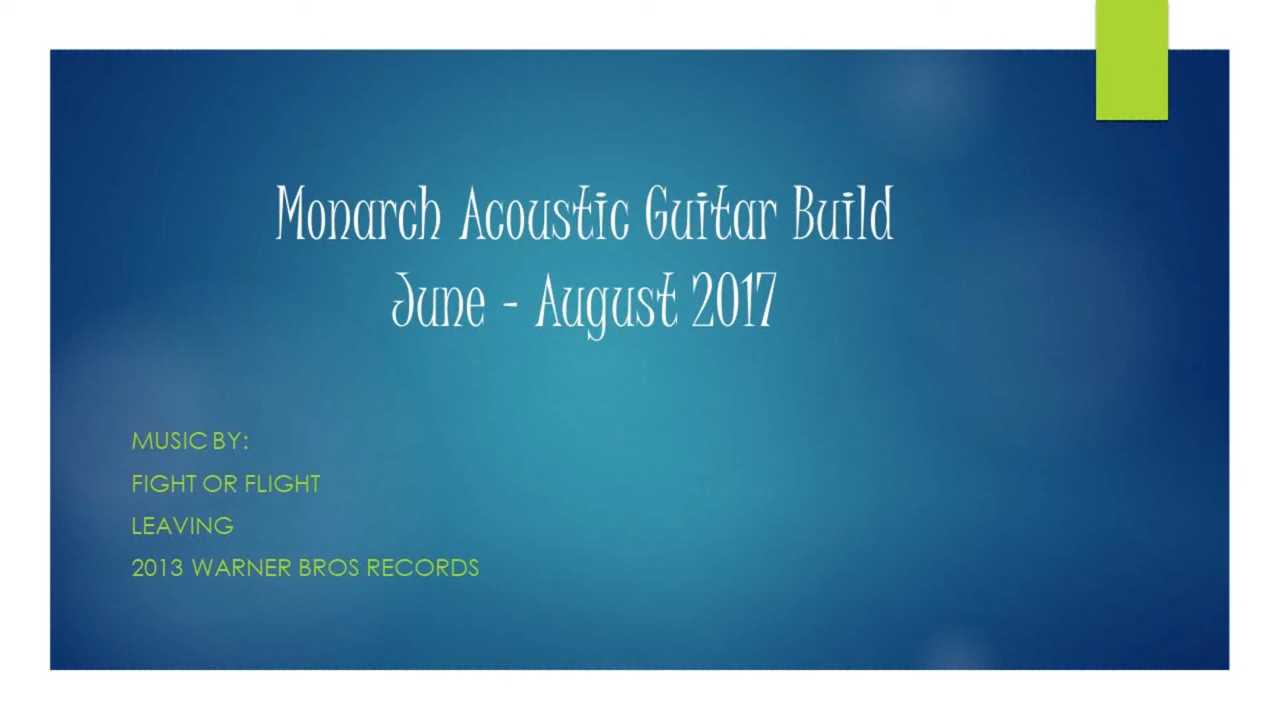 Monarch Acoustic Guitar Build
June - August 2017
MUSIC BY:
FIGHT OR FLIGHT
LEAVING
2013 WARNER BROS RECORDS